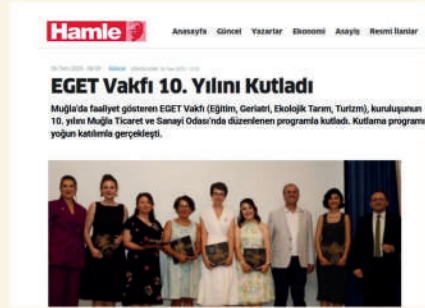 Hamle
Anasayfa Güncel Yazarlar Ekonomi Asayiş Resmi İlanlar
Güncel
EGET Vakfı 10. Yılını Kutladı
Muğla'da faaliyet gösteren EGET Vakfı (Eğitim, Geriatri, Ekolojik Tarım, Turizm), kuruluşunun
10. yılını Muğla Ticaret ve Sanayi Odası'nda düzenlenen programla kutladı. Kutlama programı
yoğun katılımla gerçekleşti.